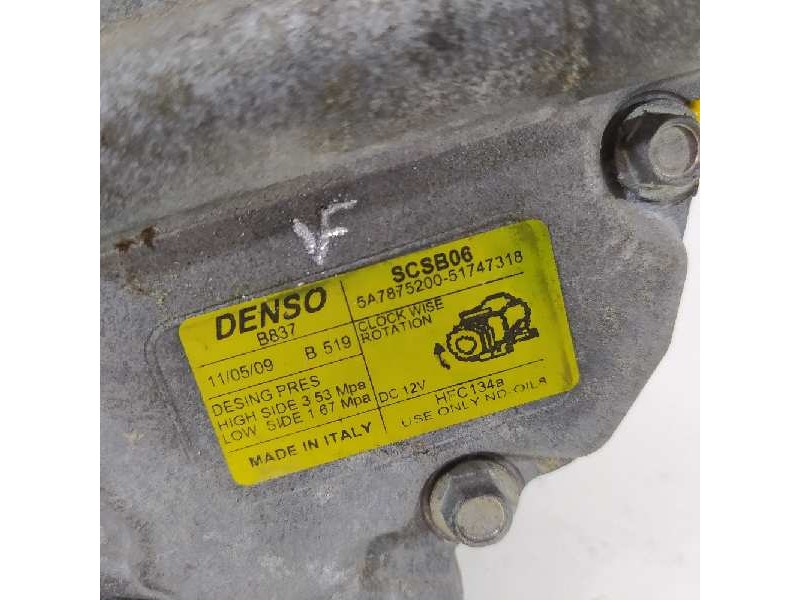 VF
DENSO
B837
SCSB06
5A7875200-51747318
11/05/09 B 519
CLOCK WISE
ROTATION
DESING PRES
HIGH SIDE 3.53 Mpa
LOW SIDE 1.67 Mpa
DC 12V
HFC134a
USE ONLY ND-OIL8
MADE IN ITALY